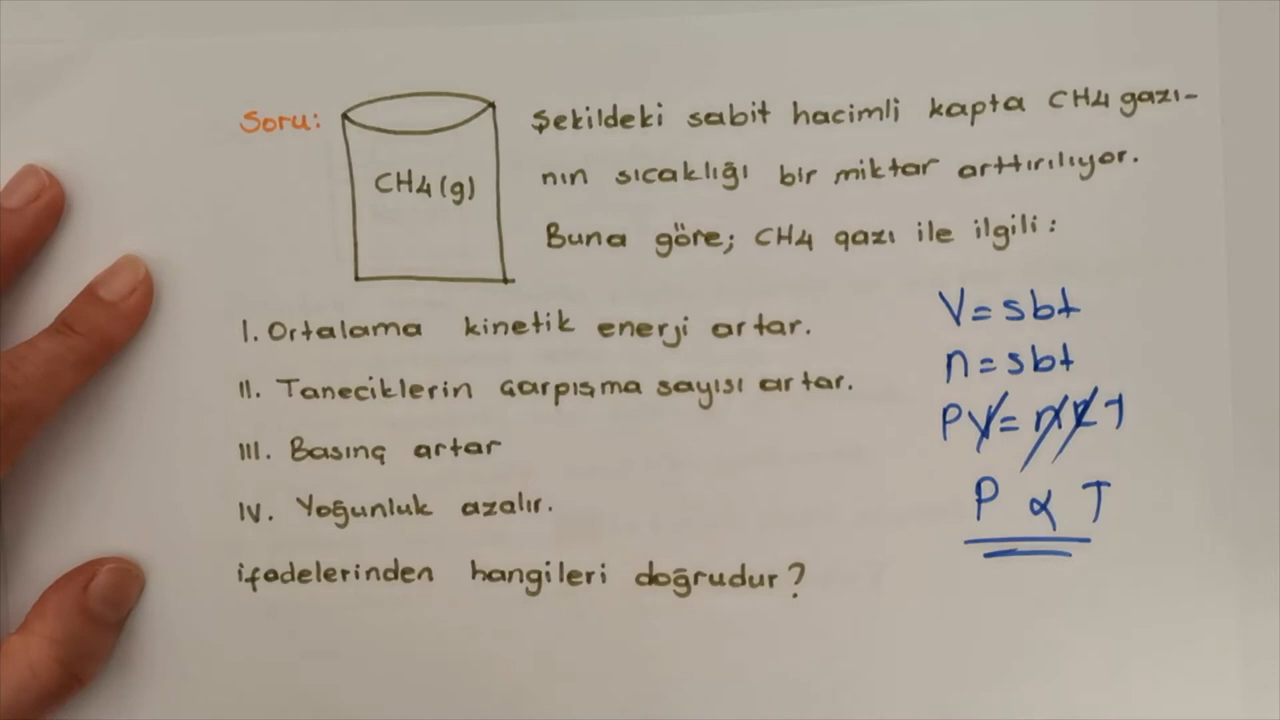 Soru:
Şekildeki sabit hacimli kapta CH4 gazı-
nın sıcaklığı bir miktar arttırılıyor.
Buna göre; CH4 gazı ile ilgili:
CH4(g)
I. Ortalama kinetik enerji artar.
II. Taneciklerin çarpışma sayısı artar.
III. Basınç artar
IV. Yoğunluk azalır.
ifadelerinden hangileri doğrudur?
V=sbt
n=sbt
PV=nRT
P α T